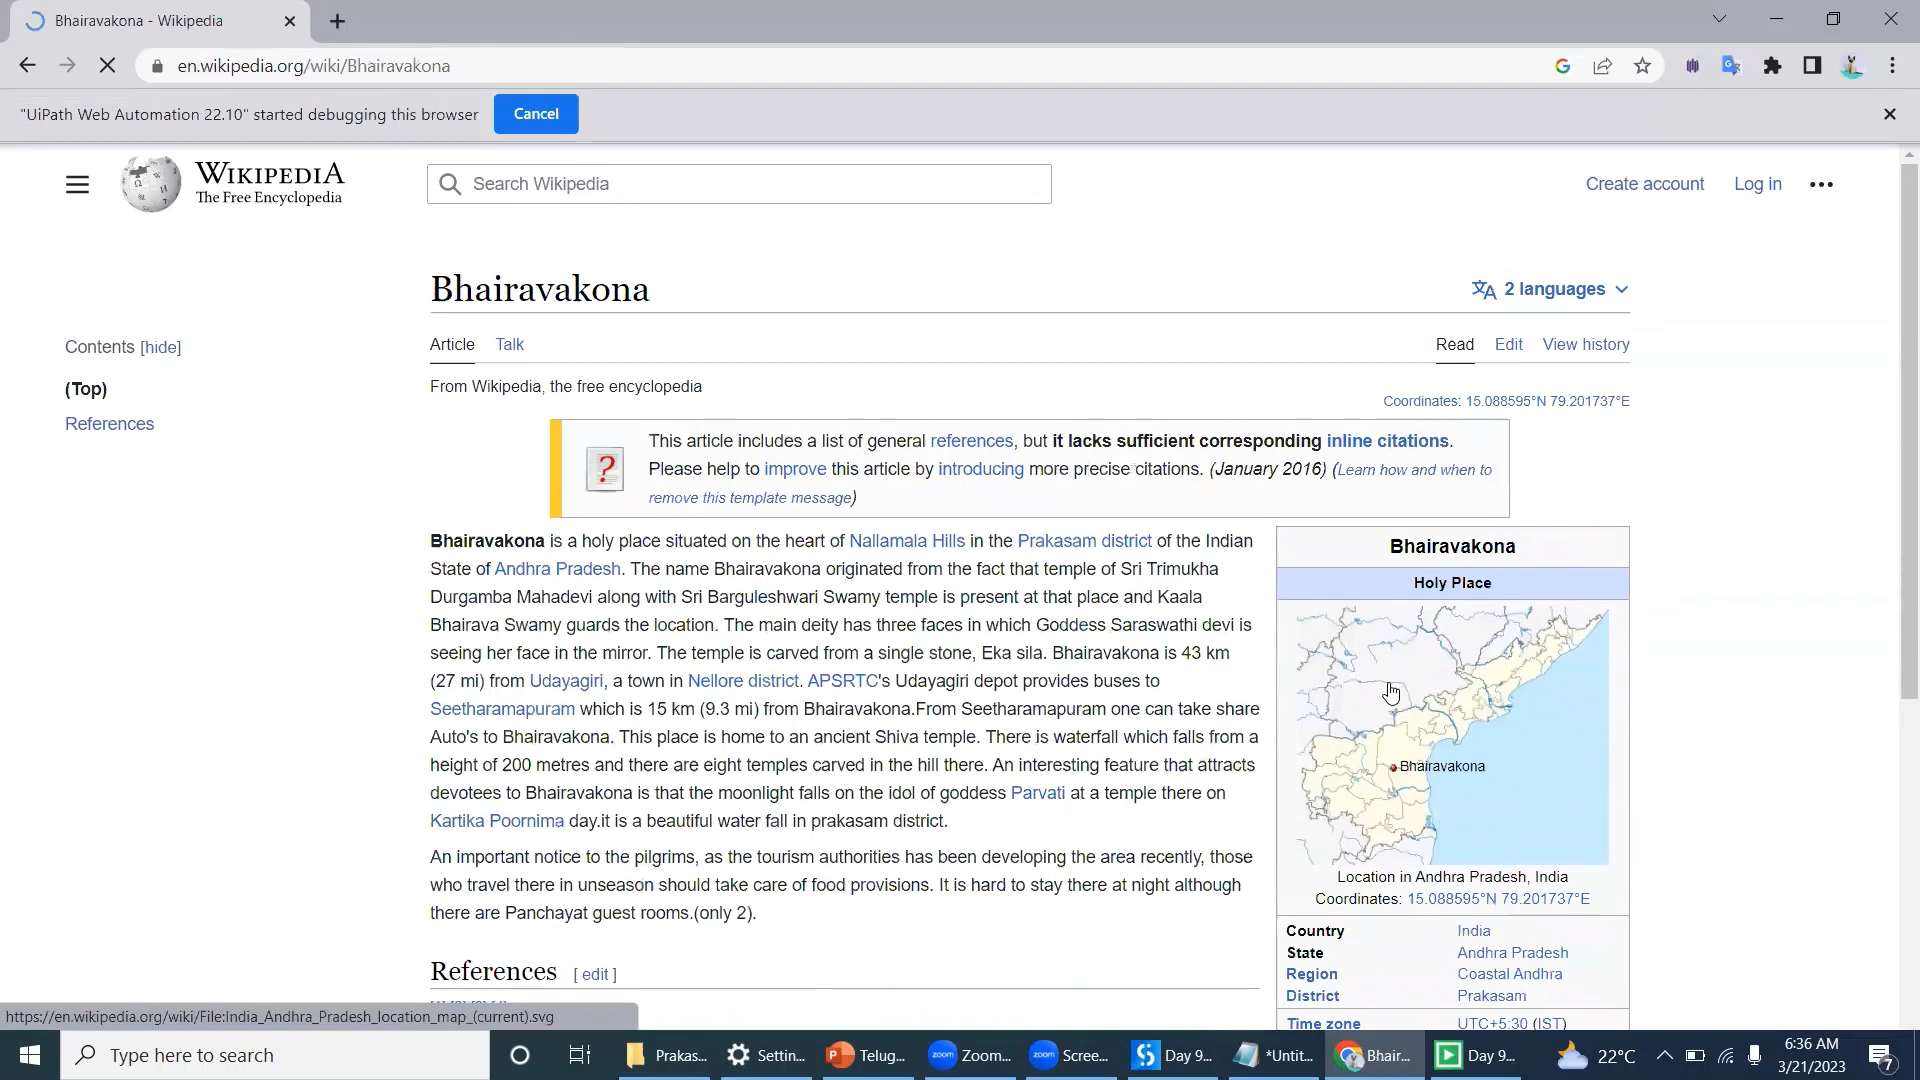 Bhairavakona - Wikipedia
en.wikipedia.org/wiki/Bhairavakona
"UiPath Web Automation 22.10" started debugging this browser
Cancel
WIKIPEDIA
The Free Encyclopedia
Search Wikipedia
Create account
Log in
Bhairavakona
2 languages
Contents [hide]
(Top)
References
Article
Talk
Read
Edit
View history
From Wikipedia, the free encyclopedia
Coordinates: 15.088595°N 79.201737°E
This article includes a list of general references, but it lacks sufficient corresponding inline citations.
Please help to improve this article by introducing more precise citations. (January 2016) (Learn how and when to
remove this template message)
Bhairavakona is a holy place situated on the heart of Nallamala Hills in the Prakasam district of the Indian
State of Andhra Pradesh. The name Bhairavakona originated from the fact that temple of Sri Trimukha
Durgamba Mahadevi along with Sri Barguleshwari Swamy temple is present at that place and Kaala
Bhairava Swamy guards the location. The main deity has three faces in which Goddess Saraswathi devi is
seeing her face in the mirror. The temple is carved from a single stone, Eka sila. Bhairavakona is 43 km
(27 mi) from Udayagiri, a town in Nellore district. APSRTC's Udayagiri depot provides buses to
Seetharamapuram which is 15 km (9.3 mi) from Bhairavakona.From Seetharamapuram one can take share
Auto's to Bhairavakona. This place is home to an ancient Shiva temple. There is waterfall which falls from a
height of 200 metres and there are eight temples carved in the hill there. An interesting feature that attracts
devotees to Bhairavakona is that the moonlight falls on the idol of goddess Parvati at a temple there on
Kartika Poornima day.it is a beautiful water fall in prakasam district.
An important notice to the pilgrims, as the tourism authorities has been developing the area recently, those
who travel there in unseason should take care of food provisions. It is hard to stay there at night although
there are Panchayat guest rooms.(only 2).
References [ edit ]
Bhairavakona
Holy Place
Bhairavakona
Location in Andhra Pradesh, India
Coordinates: 15.088595°N 79.201737°E
Country India
State Andhra Pradesh
Region Coastal Andhra
District Prakasam
Time zone UTC+5:30 (IST)
https://en.wikipedia.org/wiki/File:India_Andhra_Pradesh_location_map_(current).svg
Type here to search
Prakas...
Settin...
Telug...
zoom
Zoom...
zoom
Scree...
Day 9...
*Untit...
Bhair...
Day 9...
22°C
6:36 AM
3/21/2023
7